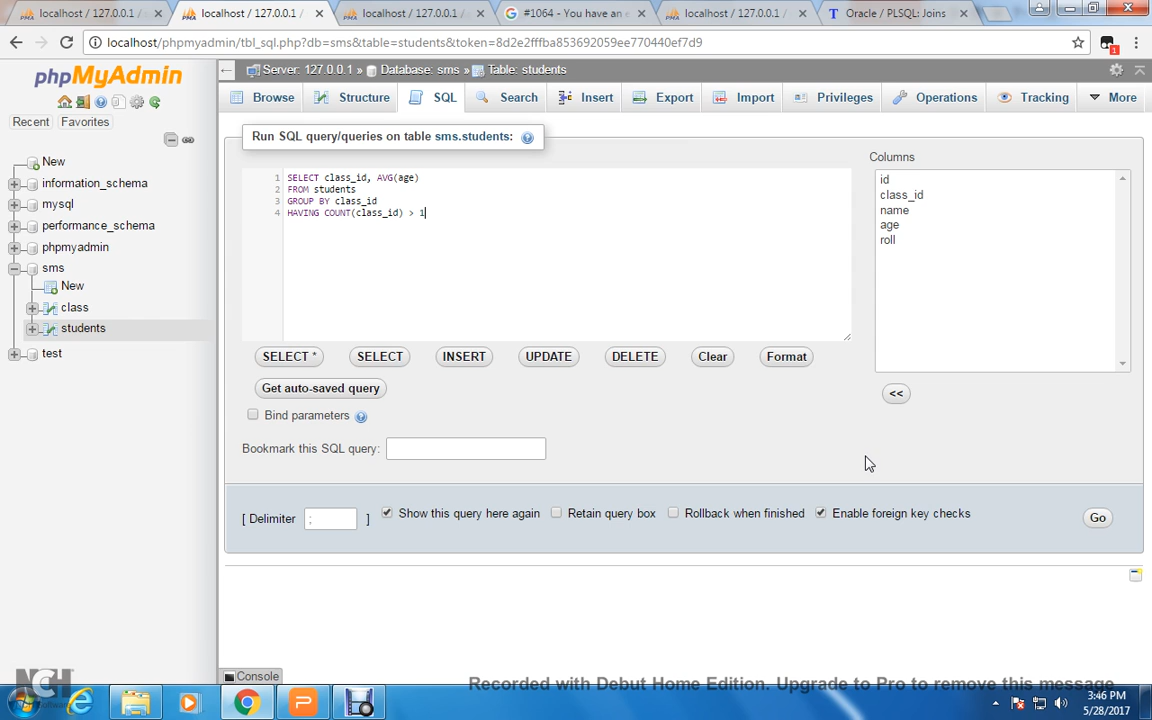 localhost / 127.0.0.1 /
localhost / 127.0.0.1 /
localhost / 127.0.0.1 /
#1064 - You have an e
localhost / 127.0.0.1 /
Oracle / PLSQL: Joins
localhost/phpmyadmin/tbl_sql.php?db=sms&table=students&token=8d2e2fffba853692059ee770440ef7d9
1
phpMyAdmin
Recent
Favorites
New
information_schema
mysql
performance_schema
phpmyadmin
sms
New
class
students
test
Server: 127.0.0.1 » Database: sms » Table: students
Browse
Structure
SQL
Search
Insert
Export
Import
Privileges
Operations
Tracking
More
Run SQL query/queries on table sms.students:
1 SELECT class_id, AVG(age)
2 FROM students
3 GROUP BY class_id
4 HAVING COUNT(class_id) > 1
Columns
id
class_id
name
age
roll
<<
SELECT *
SELECT
INSERT
UPDATE
DELETE
Clear
Format
Get auto-saved query
Bind parameters
Bookmark this SQL query:
[ Delimiter ; ]
Show this query here again
Retain query box
Rollback when finished
Enable foreign key checks
Go
Console
NCH
Software
Recorded with Debut Home Edition. Upgrade to Pro to remove this message
3:46 PM
5/28/2017